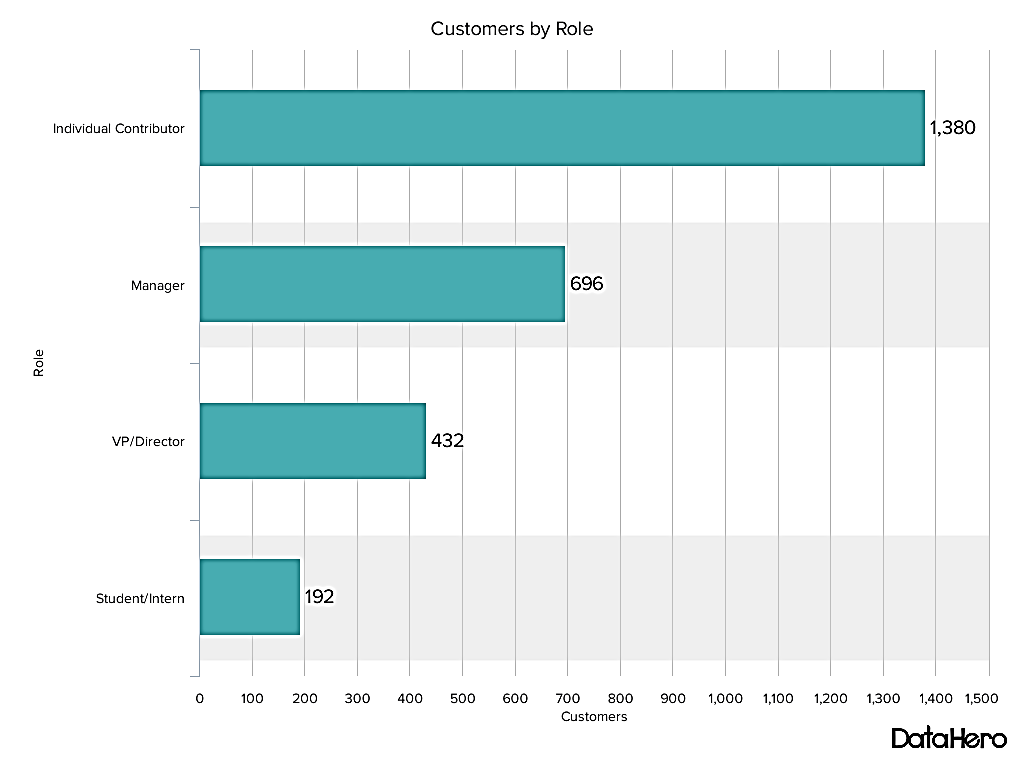 Customers by Role
Individual Contributor
1,380
Manager
696
Role
VP/Director
432
Student/Intern
192
0 100 200 300 400 500 600 700 800 900 1,000 1,100 1,200 1,300 1,400 1,500
Customers
DataHero